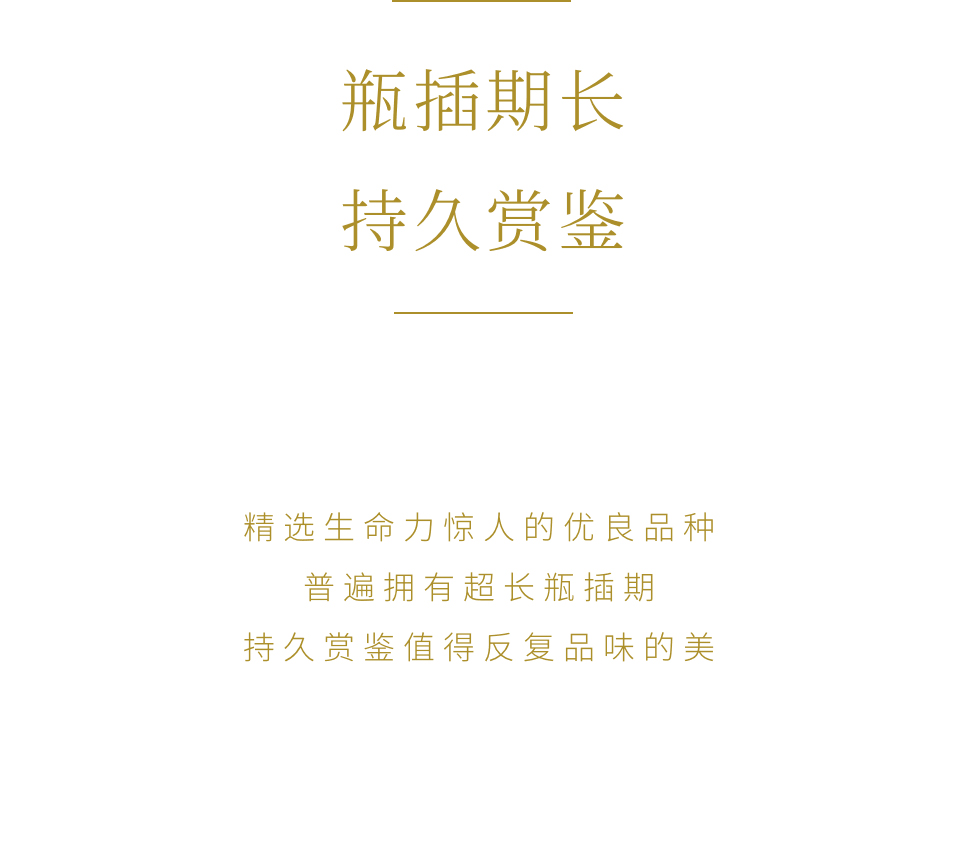 瓶插期长
持久赏鉴
精选生命力惊人的优良品种
普遍拥有超长瓶插期
持久赏鉴值得反复品味的美